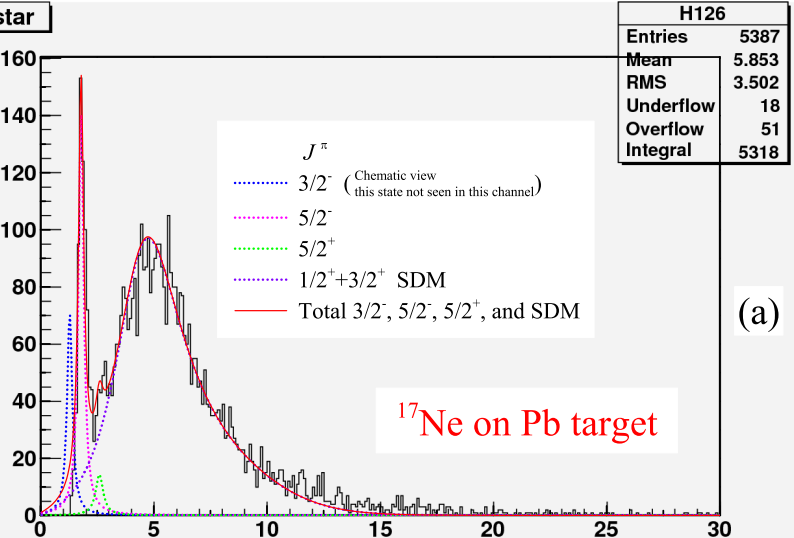 star
H126
Entries 5387
Mean 5.853
RMS 3.502
Underflow 18
Overflow 51
Integral 5318
160
140
120
100
80
60
40
20
0
J π
3/2- ( Chematic view
this state not seen in this channel )
5/2-
5/2+
1/2+ +3/2+ SDM
Total 3/2-, 5/2-, 5/2+, and SDM
(a)
17Ne on Pb target
0 5 10 15 20 25 30